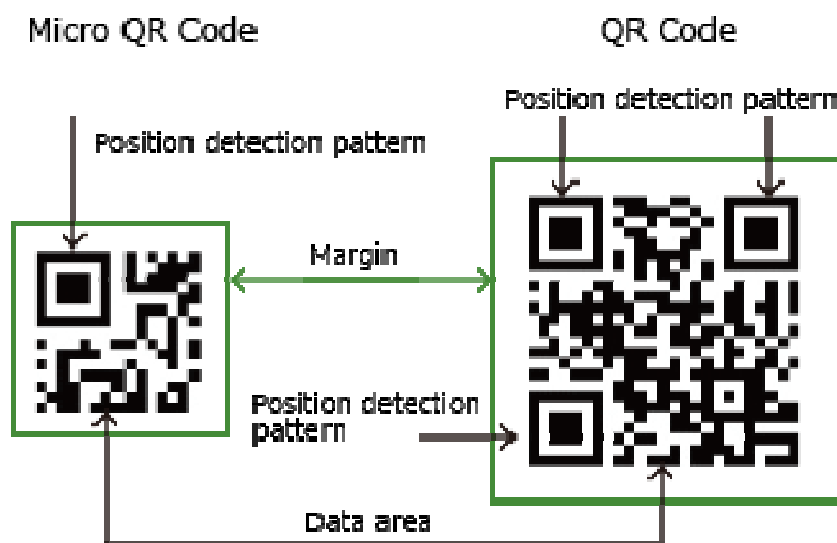 Micro QR Code
QR Code
Position detection pattern
Position detection pattern
Margin
Position detection
pattern
Data area